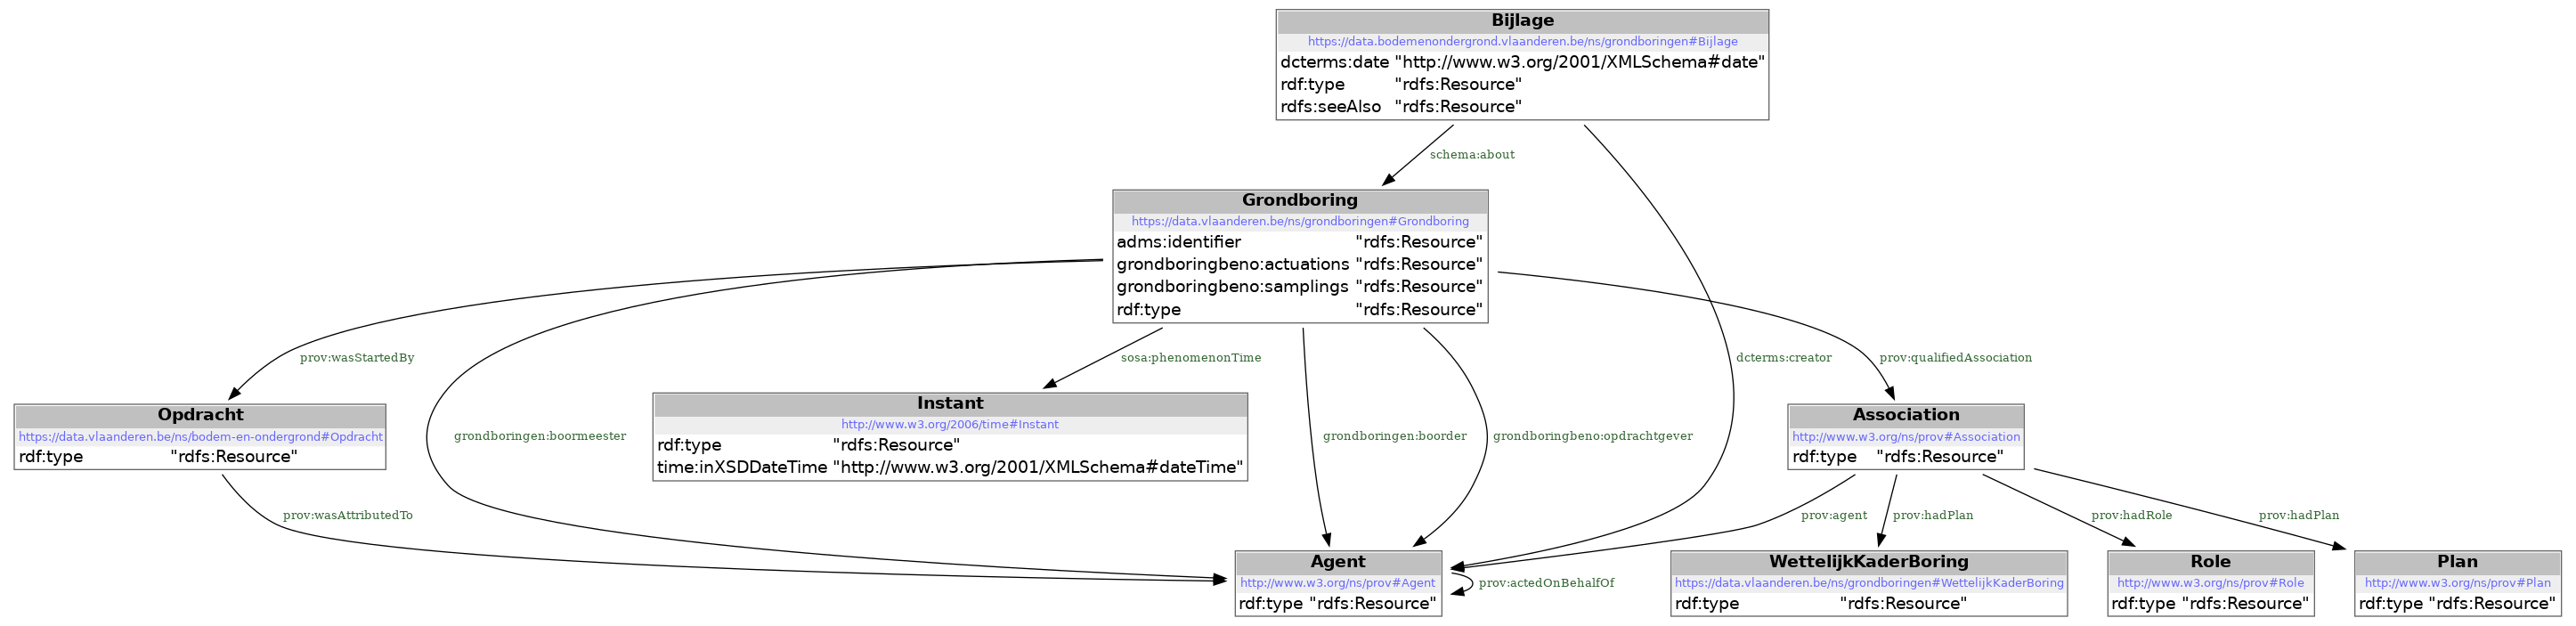 Bijlage
https://data.bodemenondergrond.vlaanderen.be/ns/grondboringen#Bijlage
dcterms:date "http://www.w3.org/2001/XMLSchema#date"
rdf:type "rdfs:Resource"
rdfs:seeAlso "rdfs:Resource"
schema:about
Grondboring
https://data.vlaanderen.be/ns/grondboringen#Grondboring
adms:identifier "rdfs:Resource"
grondboringbeno:actuations "rdfs:Resource"
grondboringbeno:samplings "rdfs:Resource"
rdf:type "rdfs:Resource"
prov:wasStartedBy
sosa:phenomenonTime
dcterms:creator
prov:qualifiedAssociation
Opdracht
https://data.vlaanderen.be/ns/bodem-en-ondergrond#Opdracht
rdf:type "rdfs:Resource"
grondboringen:boormeester
Instant
http://www.w3.org/2006/time#Instant
rdf:type "rdfs:Resource"
time:inXSDDateTime "http://www.w3.org/2001/XMLSchema#dateTime"
grondboringen:boorder
grondboringbeno:opdrachtgever
Association
http://www.w3.org/ns/prov#Association
rdf:type "rdfs:Resource"
prov:wasAttributedTo
prov:agent
prov:hadPlan
prov:hadRole
prov:hadPlan
Agent
http://www.w3.org/ns/prov#Agent
rdf:type "rdfs:Resource"
prov:actedOnBehalfOf
WettelijkKaderBoring
https://data.vlaanderen.be/ns/grondboringen#WettelijkKaderBoring
rdf:type "rdfs:Resource"
Role
http://www.w3.org/ns/prov#Role
rdf:type "rdfs:Resource"
Plan
http://www.w3.org/ns/prov#Plan
rdf:type "rdfs:Resource"